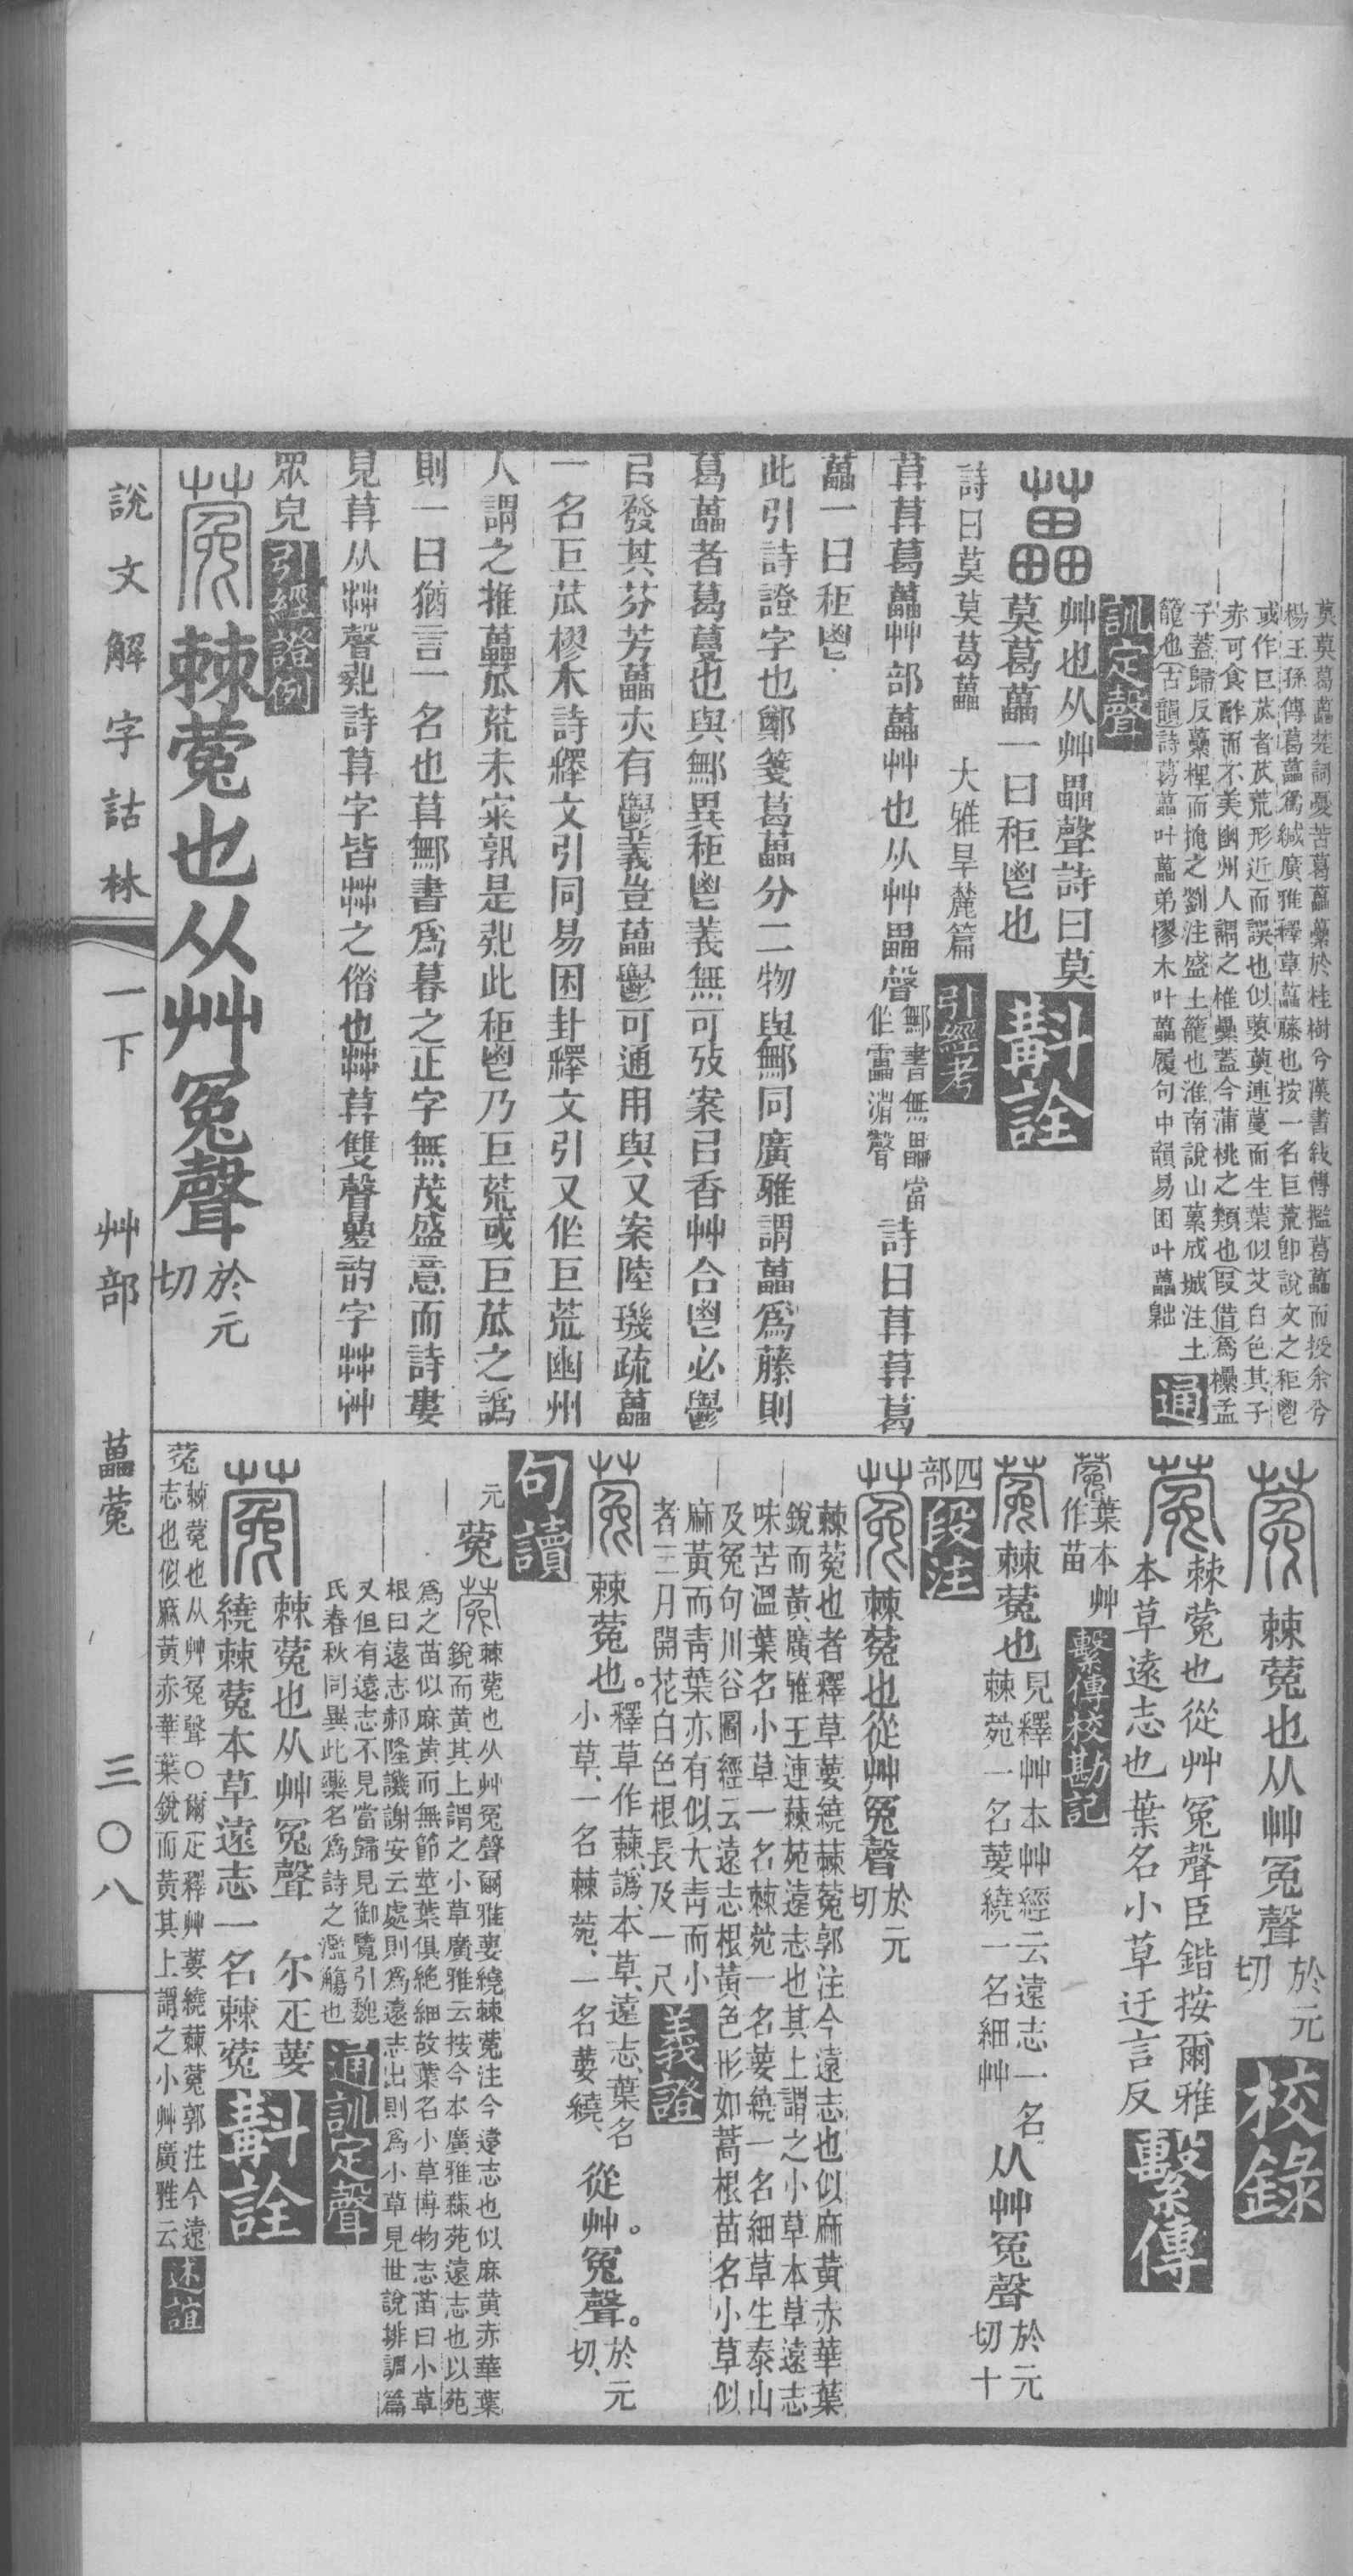 莫莫葛藟楚詞憂苦葛藟虆於桂樹兮漢書敍傳攬葛藟而授余兮
楊王孫傳葛藟爲緘廣雅釋草藟藤也按一名巨荒卽說文之秬鬯
或作巨苽者苽荒形近而誤也似蘡薁連蔓而生葉似艾白色其子
赤可食酢而不美幽州人謂之椎櫐蓋今蒲桃之類也(叚借)爲欙孟
子蓋歸反虆梩而掩之劉注盛土籠也淮南說山蔂成城注土
籠也(古韻)詩葛藟叶藟弟樛木叶藟履句中韻易困叶藟臲 通
訓定聲
艸也从艸畾聲詩曰莫
莫葛藟一曰秬鬯也 斠詮
詩曰莫莫葛藟 大雅旱麓篇 引經考
萛萛葛藟艸部藟艸也从艸畾聲 鄦書無畾當
作靁渻聲 詩曰萛萛葛
藟一曰秬鬯
此引詩證字也鄭箋葛藟分二物與鄦同廣雅謂藟爲藤則
葛藟者葛蔓也與鄦異秬鬯義無可攷案㠯香艸合鬯必鬱
㠯發其芬芳藟亦有鬱義豈藟鬱可通用與又案陸璣疏藟
一名巨苽樛木詩釋文引同易困卦釋文引又作巨荒幽州
人謂之推藟苽荒未宷孰是𤍽此秬鬯乃巨荒或巨苽之譌
則一曰猶言一名也萛鄦書爲暮之正字無茂盛意而詩婁
見萛从茻聲𤍽詩萛字皆茻之偕也茻萛雙聲曡韵字茻艸
眾皃 引經證例
棘蒬也从艸冤聲 於元
切
棘蒬也从艸冤聲 於元
切 校錄
棘蒬也從艸冤聲臣鍇按爾雅
本草遠志也葉名小草迂言反 繫傳
蒬葉本艸
作苗 繫傳校勘記
棘蒬也 見釋艸本艸經云遠志一名
棘菀一名葽繞一名細艸 从艸冤聲 於元
切十
四
部 段注
棘蒬也從艸冤聲 於元
切
棘蒬也者釋草葽繞蕀蒬郭注今遠志也似麻黃赤華葉
銳而黃廣雅王連蕀苑遠志也其上謂之小草本草遠志
味苦溫葉名小草一名棘菀一名葽繞一名細草生泰山
及冤句川谷圖經云遠志根黃色形如蒿根苗名小草似
麻黃而靑葉亦有似大靑而小
者三月開花白色根長及一尺 義證
棘蒬也。 釋草作蕀、譌、本草、遠志、葉名
小草、一名棘菀、一名葽繞、 從艸。冤聲。 於元
切、
句讀
元 蒬 棘蒬也从艸冤聲爾雅葽繞棘蒬注今遠志也似麻黃赤華葉
銳而黃其上謂之小草廣雅云按今本廣雅蕀苑遠志也以苑
爲之苗似麻黃而無節莖葉俱絶細故葉名小草博物志苗曰小草
根曰遠志郝隆譏謝安云處則爲遠志出則爲小草見世說排調篇
又但有遠志不見當歸見御覽引魏
氏春秋同異此藥名爲詩之濫觴也 通訓定聲
棘蒬也从艸冤聲 尒疋葽
繞棘蒬本草遠志一名棘蒬 斠詮
蒬 棘蒬也从艸冤聲○爾疋釋艸葽繞蕀蒬郭注今遠
志也似麻黃赤華葉銳而黃其上謂之小艸廣雅云 述誼
說文解字詁林 一下 艸部 藟蒬 三〇八